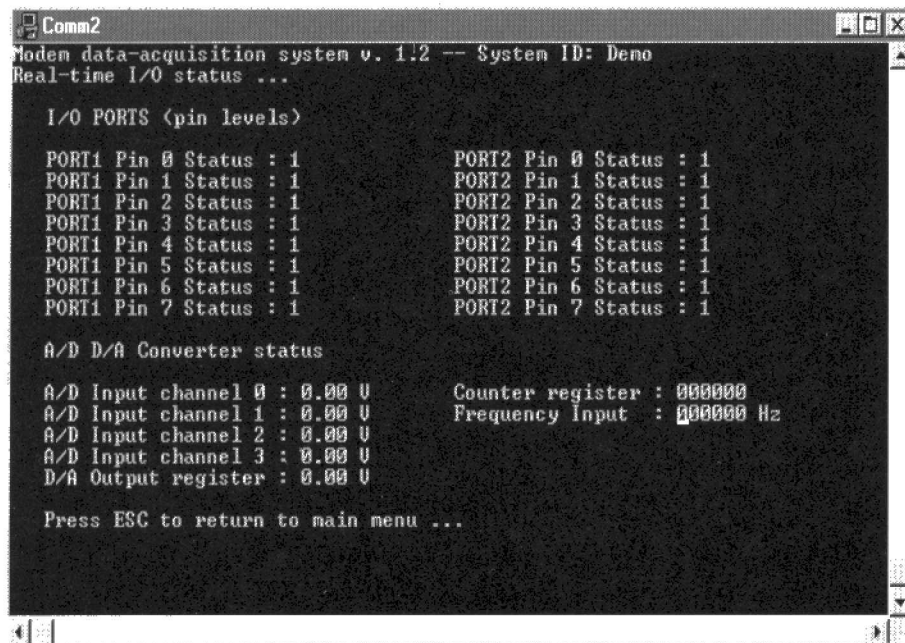 Comm2
Modem data-acquisition system v. 1.2 -- System ID: Demo
Real-time I/O status ...
I/O PORTS (pin levels)
PORT1 Pin 0 Status : 1 PORT2 Pin 0 Status : 1
PORT1 Pin 1 Status : 1 PORT2 Pin 1 Status : 1
PORT1 Pin 2 Status : 1 PORT2 Pin 2 Status : 1
PORT1 Pin 3 Status : 1 PORT2 Pin 3 Status : 1
PORT1 Pin 4 Status : 1 PORT2 Pin 4 Status : 1
PORT1 Pin 5 Status : 1 PORT2 Pin 5 Status : 1
PORT1 Pin 6 Status : 1 PORT2 Pin 6 Status : 1
PORT1 Pin 7 Status : 1 PORT2 Pin 7 Status : 1
A/D D/A Converter status
A/D Input channel 0 : 0.00 V Counter register : 000000
A/D Input channel 1 : 0.00 V Frequency Input : 000000 Hz
A/D Input channel 2 : 0.00 V
A/D Input channel 3 : 0.00 V
D/A Output register : 0.00 V
Press ESC to return to main menu ...